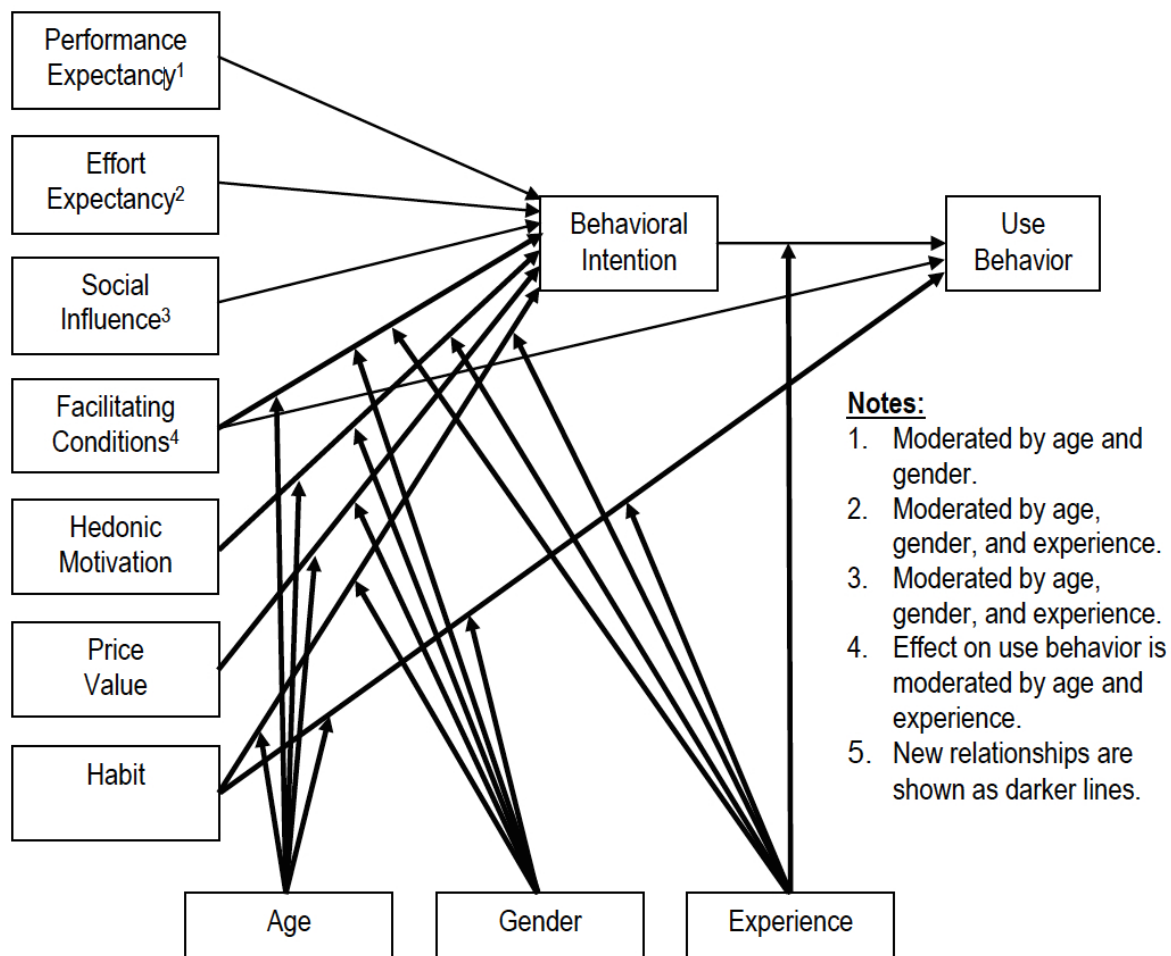 Performance
Expectancy¹
Effort
Expectancy²
Behavioral
Intention
Use
Behavior
Social
Influence³
Facilitating
Conditions⁴
Hedonic
Motivation
Price
Value
Habit
Notes:
1. Moderated by age and
gender.
2. Moderated by age,
gender, and experience.
3. Moderated by age,
gender, and experience.
4. Effect on use behavior is
moderated by age and
experience.
5. New relationships are
shown as darker lines.
Age
Gender
Experience